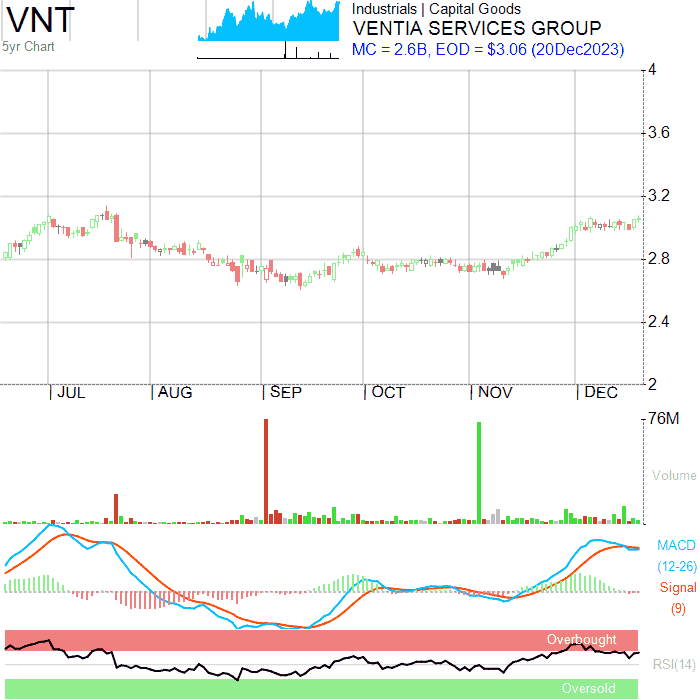 VNT
5yr Chart
Industrials | Capital Goods
VENTIA SERVICES GROUP
MC = 2.6B, EOD = $3.06 (20Dec2023)
4
3.6
3.2
2.8
2.4
2
JUL AUG SEP OCT NOV DEC
76M
Volume
MACD
(12-26)
Signal
(9)
Overbought
RSI(14)
Oversold